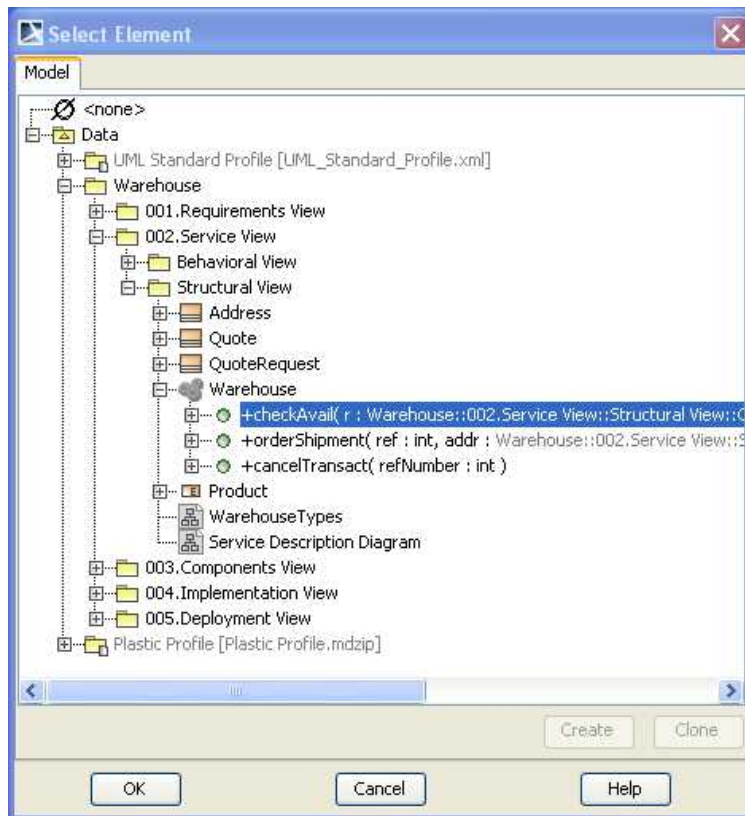 Select Element
Model
<none>
Data
UML Standard Profile [UML_Standard_Profile.xml]
Warehouse
001.Requirements View
002.Service View
Behavioral View
Structural View
Address
Quote
QuoteRequest
Warehouse
+checkAvail( r : Warehouse::002.Service View::Structural View::
+orderShipment( ref : int, addr : Warehouse::002.Service View::S
+cancelTransact( refNumber : int )
Product
WarehouseTypes
Service Description Diagram
003.Components View
004.Implementation View
005.Deployment View
Plastic Profile [Plastic Profile.mdzip]
Create Clone
OK Cancel Help